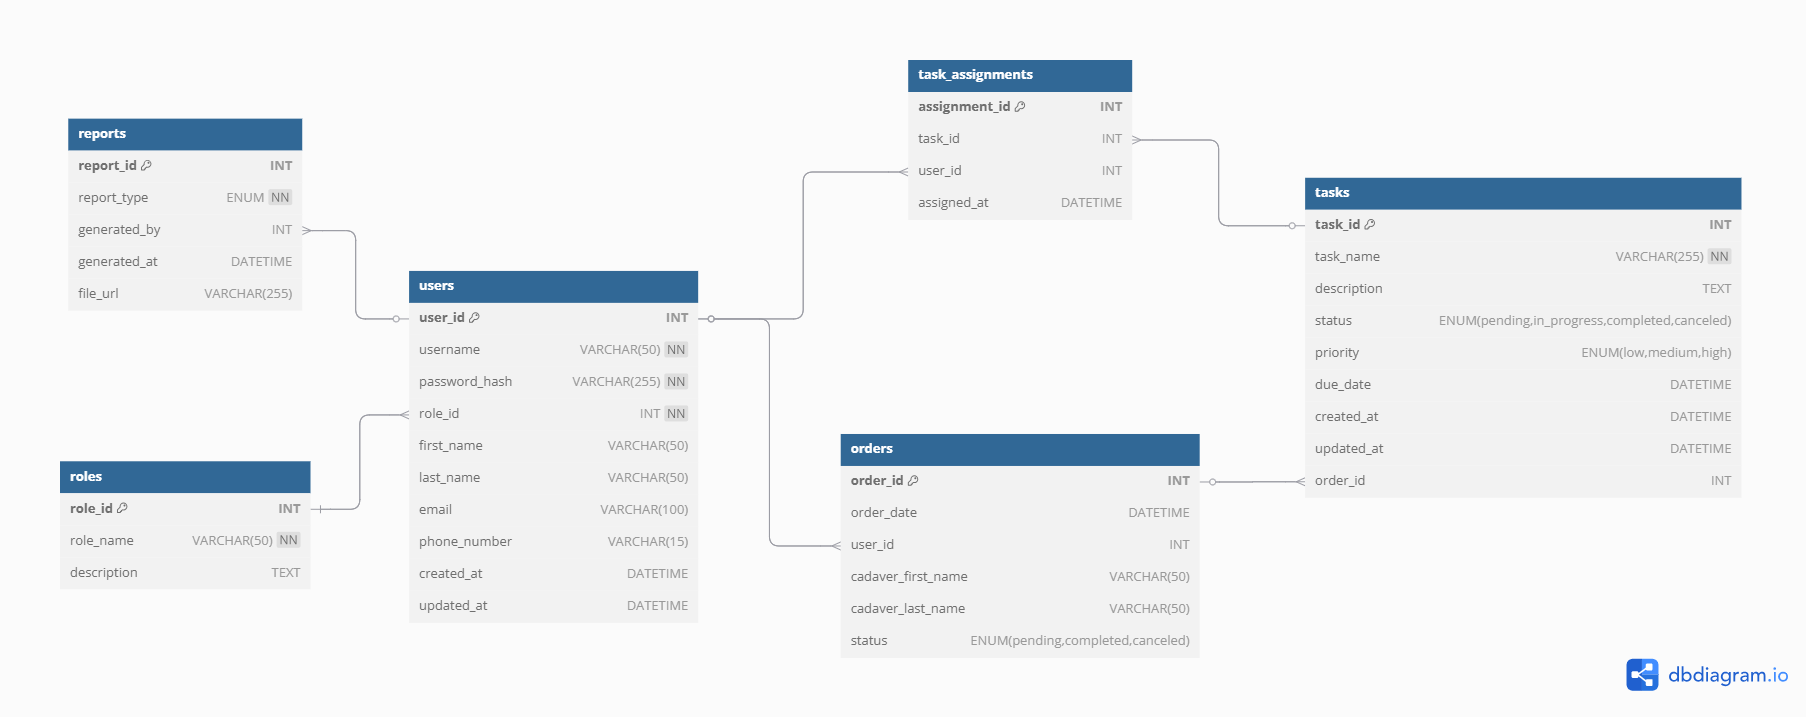 reports
report_id INT
report_type ENUM NN
generated_by INT
generated_at DATETIME
file_url VARCHAR(255)
roles
role_id INT
role_name VARCHAR(50) NN
description TEXT
users
user_id INT
username VARCHAR(50) NN
password_hash VARCHAR(255) NN
role_id INT NN
first_name VARCHAR(50)
last_name VARCHAR(50)
email VARCHAR(100)
phone_number VARCHAR(15)
created_at DATETIME
updated_at DATETIME
task_assignments
assignment_id INT
task_id INT
user_id INT
assigned_at DATETIME
orders
order_id INT
order_date DATETIME
user_id INT
cadaver_first_name VARCHAR(50)
cadaver_last_name VARCHAR(50)
status ENUM(pending,completed,canceled)
tasks
task_id INT
task_name VARCHAR(255) NN
description TEXT
status ENUM(pending,in_progress,completed,canceled)
priority ENUM(low,medium,high)
due_date DATETIME
created_at DATETIME
updated_at DATETIME
order_id INT
dbdiagram.io